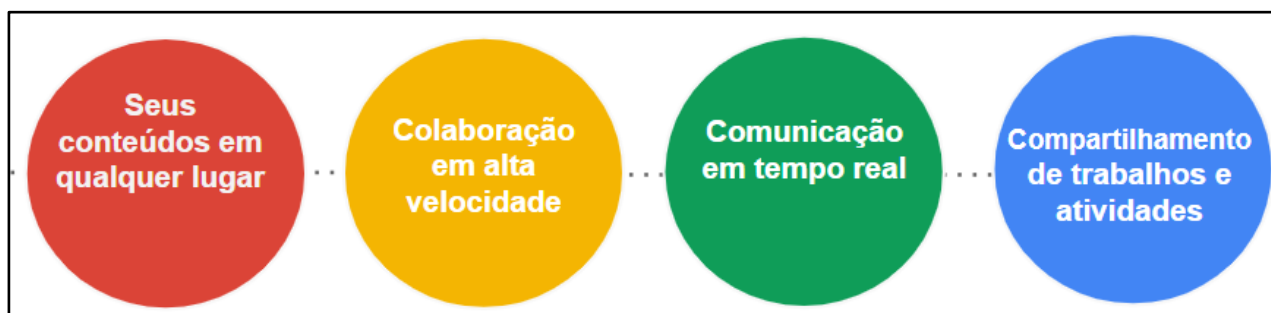 Seus
conteúdos em
qualquer lugar
Colaboração
em alta
velocidade
Comunicação
em tempo real
Compartilhamento
de trabalhos e
atividades